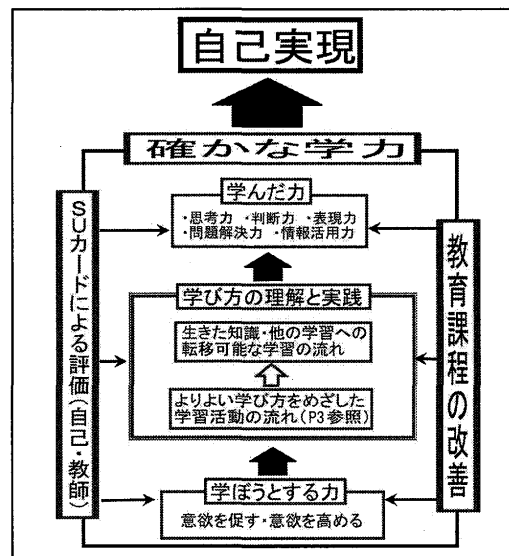 自己実現
確かな学力
学んだ力
・思考力 ・判断力 ・表現力
・問題解決力 ・情報活用力
学び方の理解と実践
生きた知識・他の学習への
転移可能な学習の流れ
よりよい学び方をめざした
学習活動の流れ(P3参照)
学ぼうとする力
意欲を促す・意欲を高める
SUカードによる評価(自己・教師)
教育課程の改善